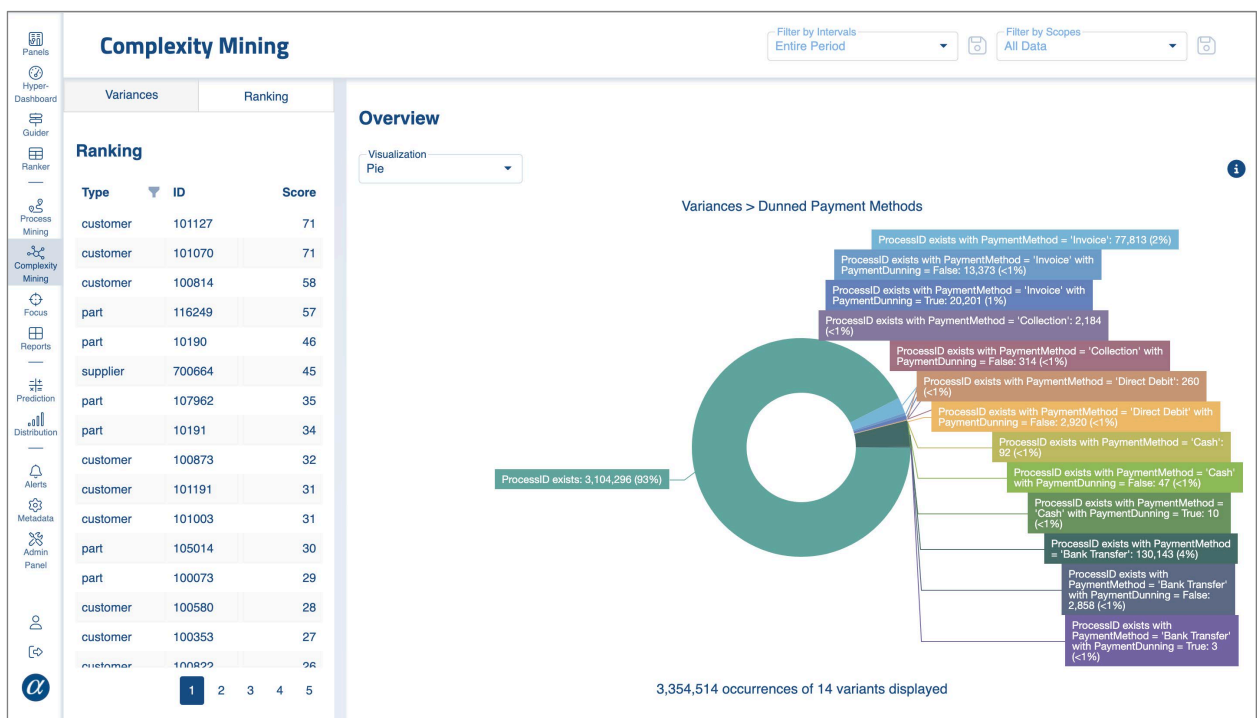 Panels
Hyper-
Dashboard
Guider
Ranker
Process
Mining
Complexity
Mining
Focus
Reports
Prediction
Distribution
Alerts
Metadata
Admin
Panel
α
Complexity Mining
Filter by Intervals
Entire Period
Filter by Scopes
All Data
Variances
Ranking
Ranking
Type ID Score
customer 101127 71
customer 101070 71
customer 100814 58
part 116249 57
part 10190 46
supplier 700664 45
part 107962 35
part 10191 34
customer 100873 32
customer 101191 31
customer 101003 31
part 105014 30
part 100073 29
customer 100580 28
customer 100353 27
customer 100822 26
1 2 3 4 5
Overview
Visualization
Pie
i
Variances > Dunned Payment Methods
ProcessID exists with PaymentMethod = 'Invoice': 77,813 (2%)
ProcessID exists with PaymentMethod = 'Invoice' with
PaymentDunning = False: 13,373 (<1%)
ProcessID exists with PaymentMethod = 'Invoice' with
PaymentDunning = True: 20,201 (1%)
ProcessID exists with PaymentMethod = 'Collection': 2,184
(<1%)
ProcessID exists with PaymentMethod = 'Collection' with
PaymentDunning = False: 314 (<1%)
ProcessID exists with PaymentMethod = 'Direct Debit': 260
(<1%)
ProcessID exists with PaymentMethod = 'Direct Debit' with
PaymentDunning = False: 2,920 (<1%)
ProcessID exists with PaymentMethod = 'Cash':
92 (<1%)
ProcessID exists with PaymentMethod = 'Cash'
with PaymentDunning = False: 47 (<1%)
ProcessID exists with PaymentMethod =
'Cash' with PaymentDunning = True: 10
(<1%)
ProcessID exists with PaymentMethod
= 'Bank Transfer': 130,143 (4%)
ProcessID exists with
PaymentMethod = 'Bank Transfer'
with PaymentDunning = False:
2,858 (<1%)
ProcessID exists with
PaymentMethod = 'Bank Transfer'
with PaymentDunning = True: 3
(<1%)
ProcessID exists: 3,104,296 (93%)
3,354,514 occurrences of 14 variants displayed